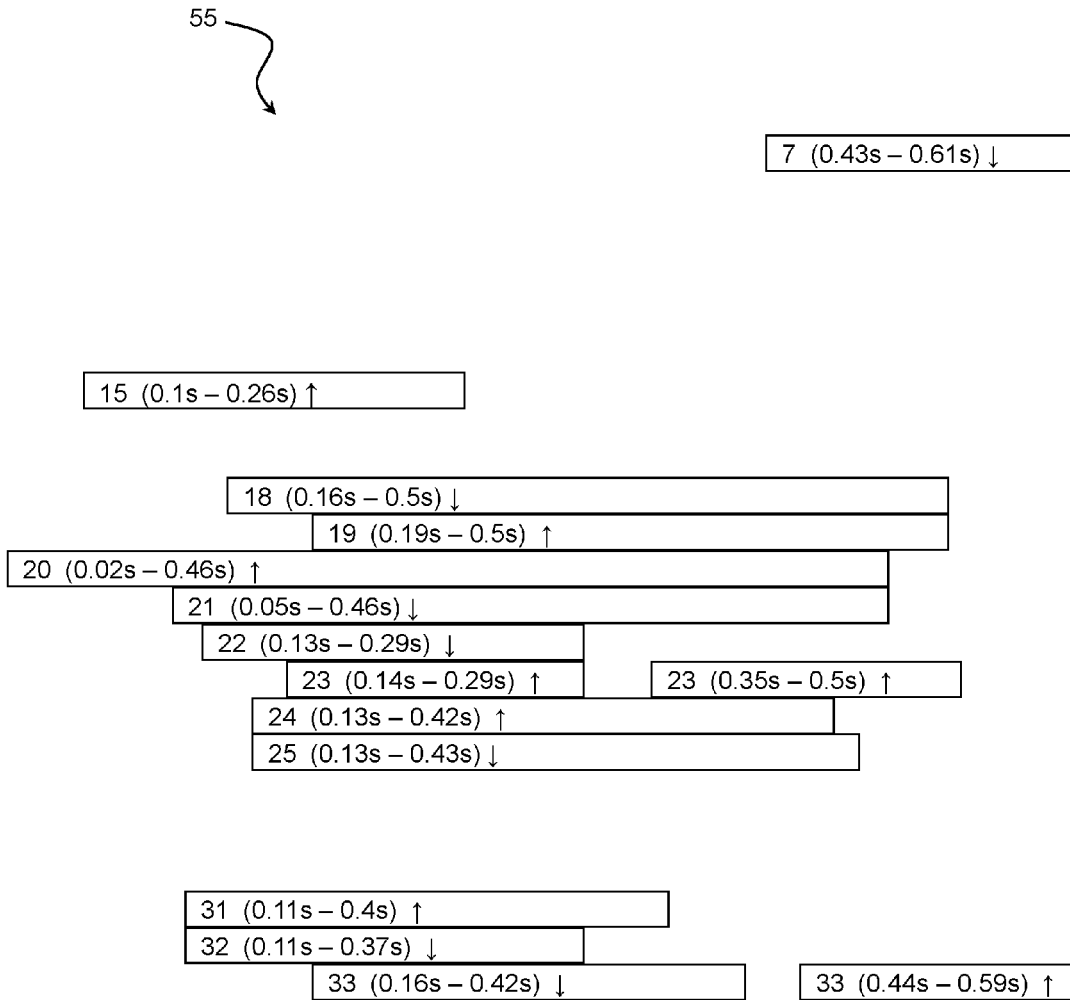 55
7 (0.43s – 0.61s) ↓
15 (0.1s – 0.26s) ↑
18 (0.16s – 0.5s) ↓
19 (0.19s – 0.5s) ↑
20 (0.02s – 0.46s) ↑
21 (0.05s – 0.46s) ↓
22 (0.13s – 0.29s) ↓
23 (0.14s – 0.29s) ↑ 23 (0.35s – 0.5s) ↑
24 (0.13s – 0.42s) ↑
25 (0.13s – 0.43s) ↓
31 (0.11s – 0.4s) ↑
32 (0.11s – 0.37s) ↓
33 (0.16s – 0.42s) ↓ 33 (0.44s – 0.59s) ↑